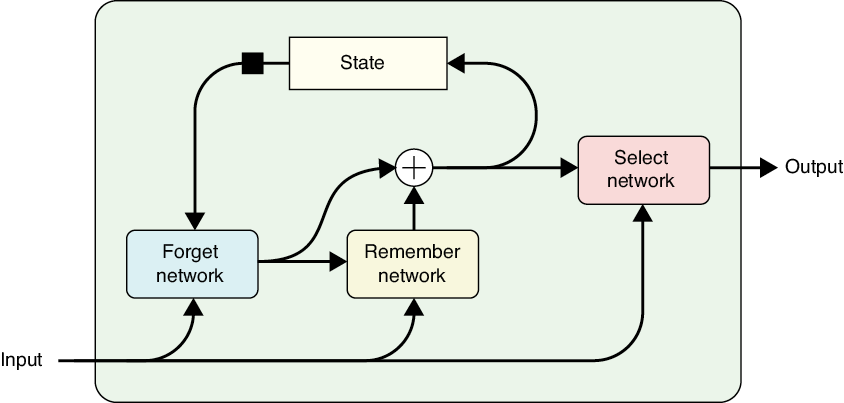 State
Select
network
Output
Forget
network
Remember
network
Input